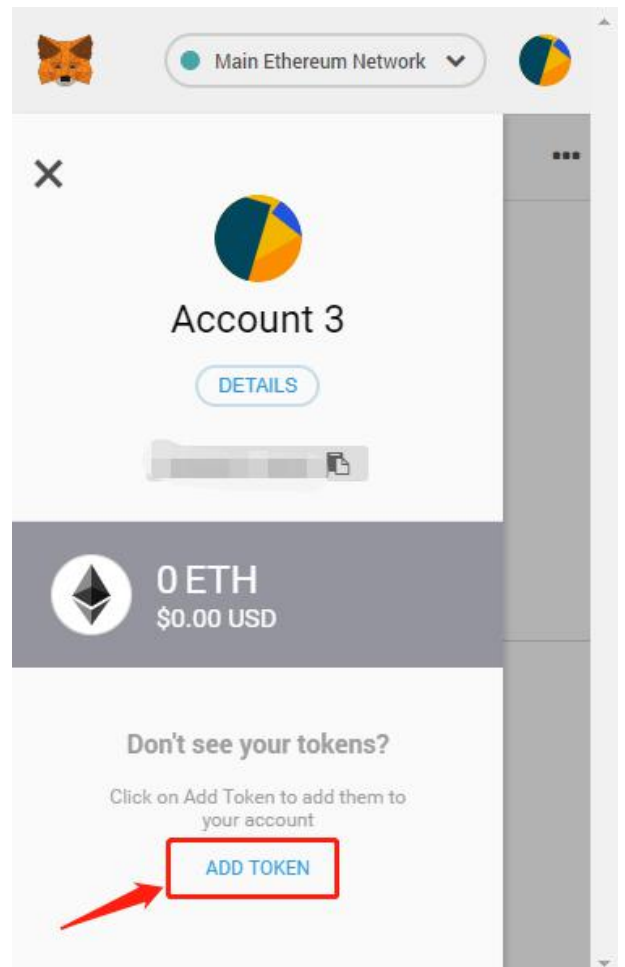 Main Ethereum Network
Account 3
DETAILS
0 ETH
$0.00 USD
Don't see your tokens?
Click on Add Token to add them to
your account
ADD TOKEN